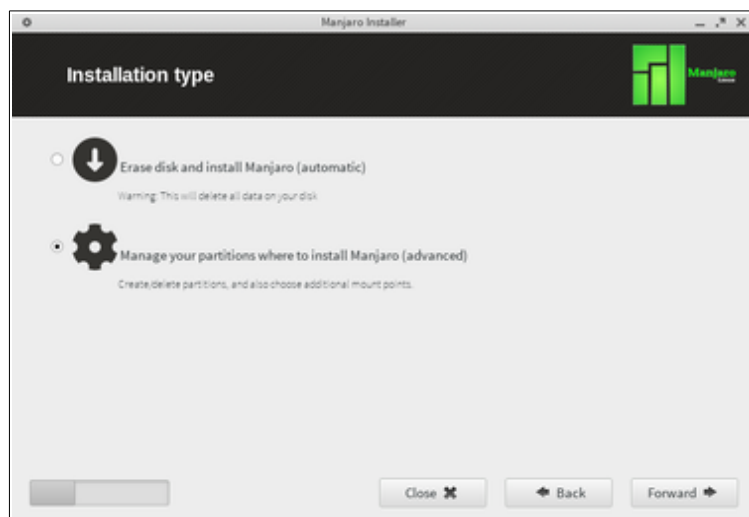 Manjaro Installer
Installation type
Manjaro
Erase disk and install Manjaro (automatic)
Warning: This will delete all data on your disk
Manage your partitions where to install Manjaro (advanced)
Create/delete partitions, and also choose additional mount points.
Close
Back
Forward